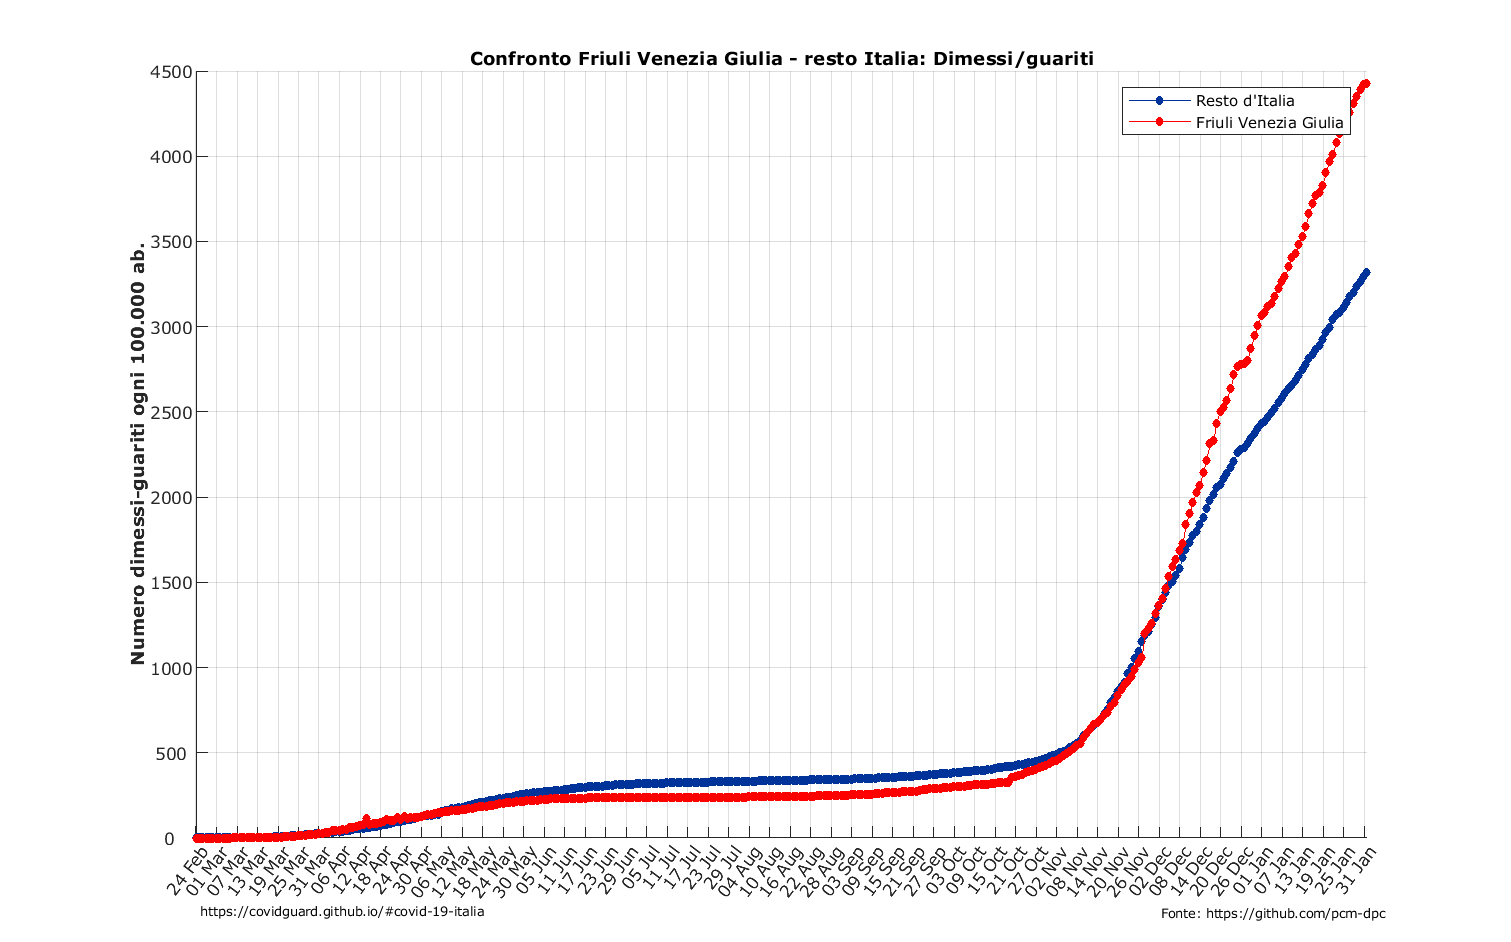 Confronto Friuli Venezia Giulia - resto Italia: Dimessi/guariti
Resto d'Italia
Friuli Venezia Giulia
Numero dimessi-guariti ogni 100.000 ab.
4500
4000
3500
3000
2500
2000
1500
1000
500
0
24 Feb
01 Mar
07 Mar
13 Mar
19 Mar
25 Mar
31 Mar
06 Apr
12 Apr
18 Apr
24 Apr
30 Apr
06 May
12 May
18 May
24 May
30 May
05 Jun
11 Jun
17 Jun
23 Jun
29 Jun
05 Jul
11 Jul
17 Jul
23 Jul
29 Jul
04 Aug
10 Aug
16 Aug
22 Aug
28 Aug
03 Sep
09 Sep
15 Sep
21 Sep
27 Sep
03 Oct
09 Oct
15 Oct
21 Oct
27 Oct
02 Nov
08 Nov
14 Nov
20 Nov
26 Nov
02 Dec
08 Dec
14 Dec
20 Dec
26 Dec
01 Jan
07 Jan
13 Jan
19 Jan
25 Jan
31 Jan
https://covidguard.github.io/#covid-19-italia
Fonte: https://github.com/pcm-dpc